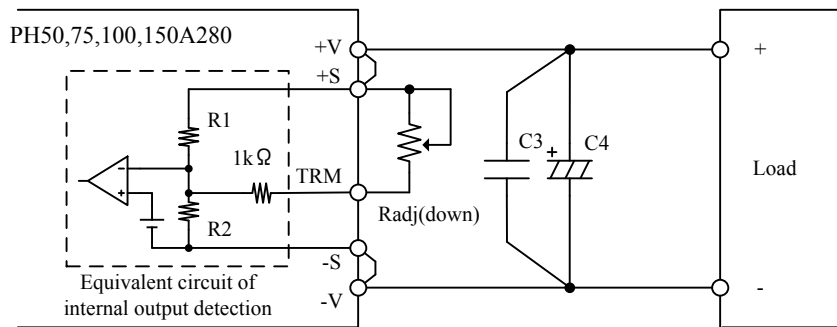 PH50,75,100,150A280
+V
+S
R1
1kΩ
TRM
R2
Radj(down)
-S
-V
Equivalent circuit of
internal output detection
C3
+
C4
+
Load
-
-
+